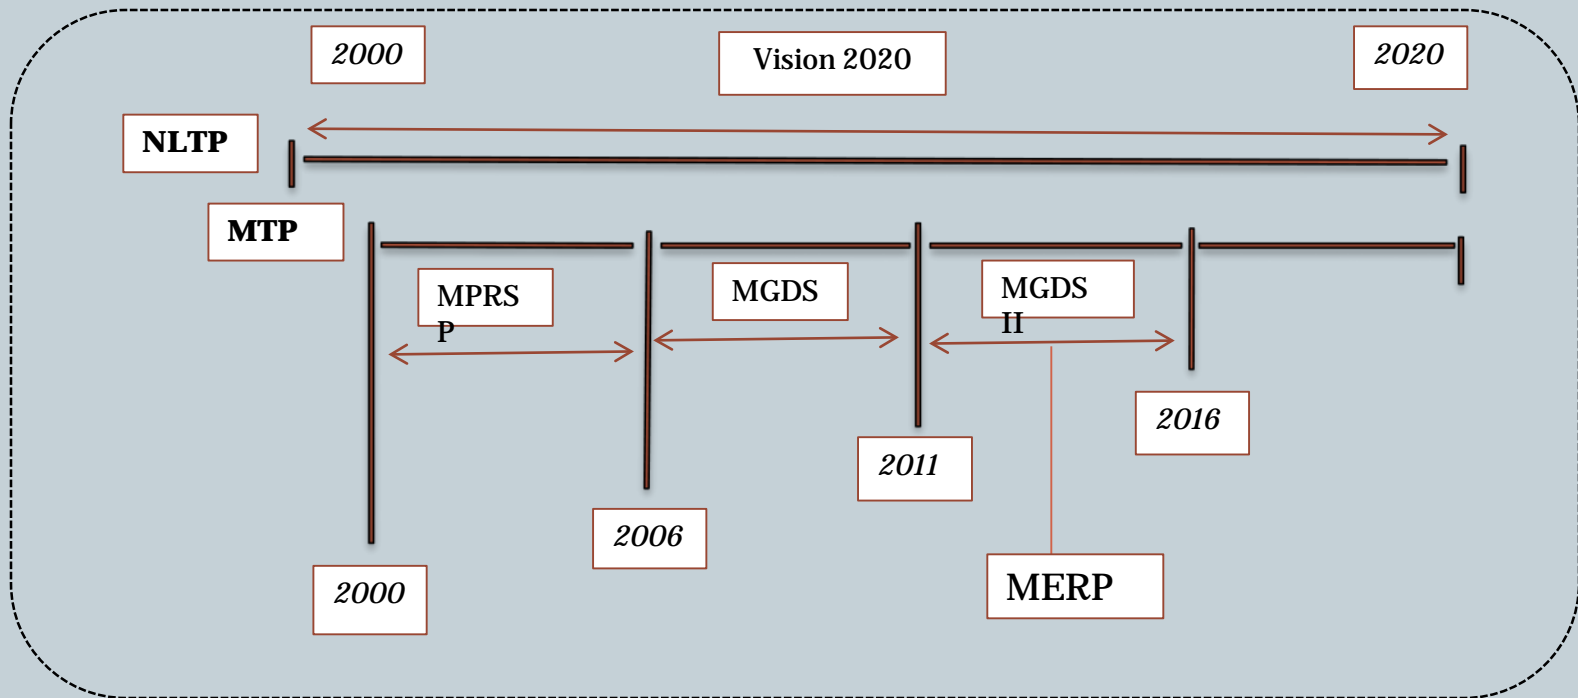 2000
Vision 2020
2020
NLTP
MTP
MPRS
P
MGDS
MGDS
II
2016
2011
2006
2000
MERP